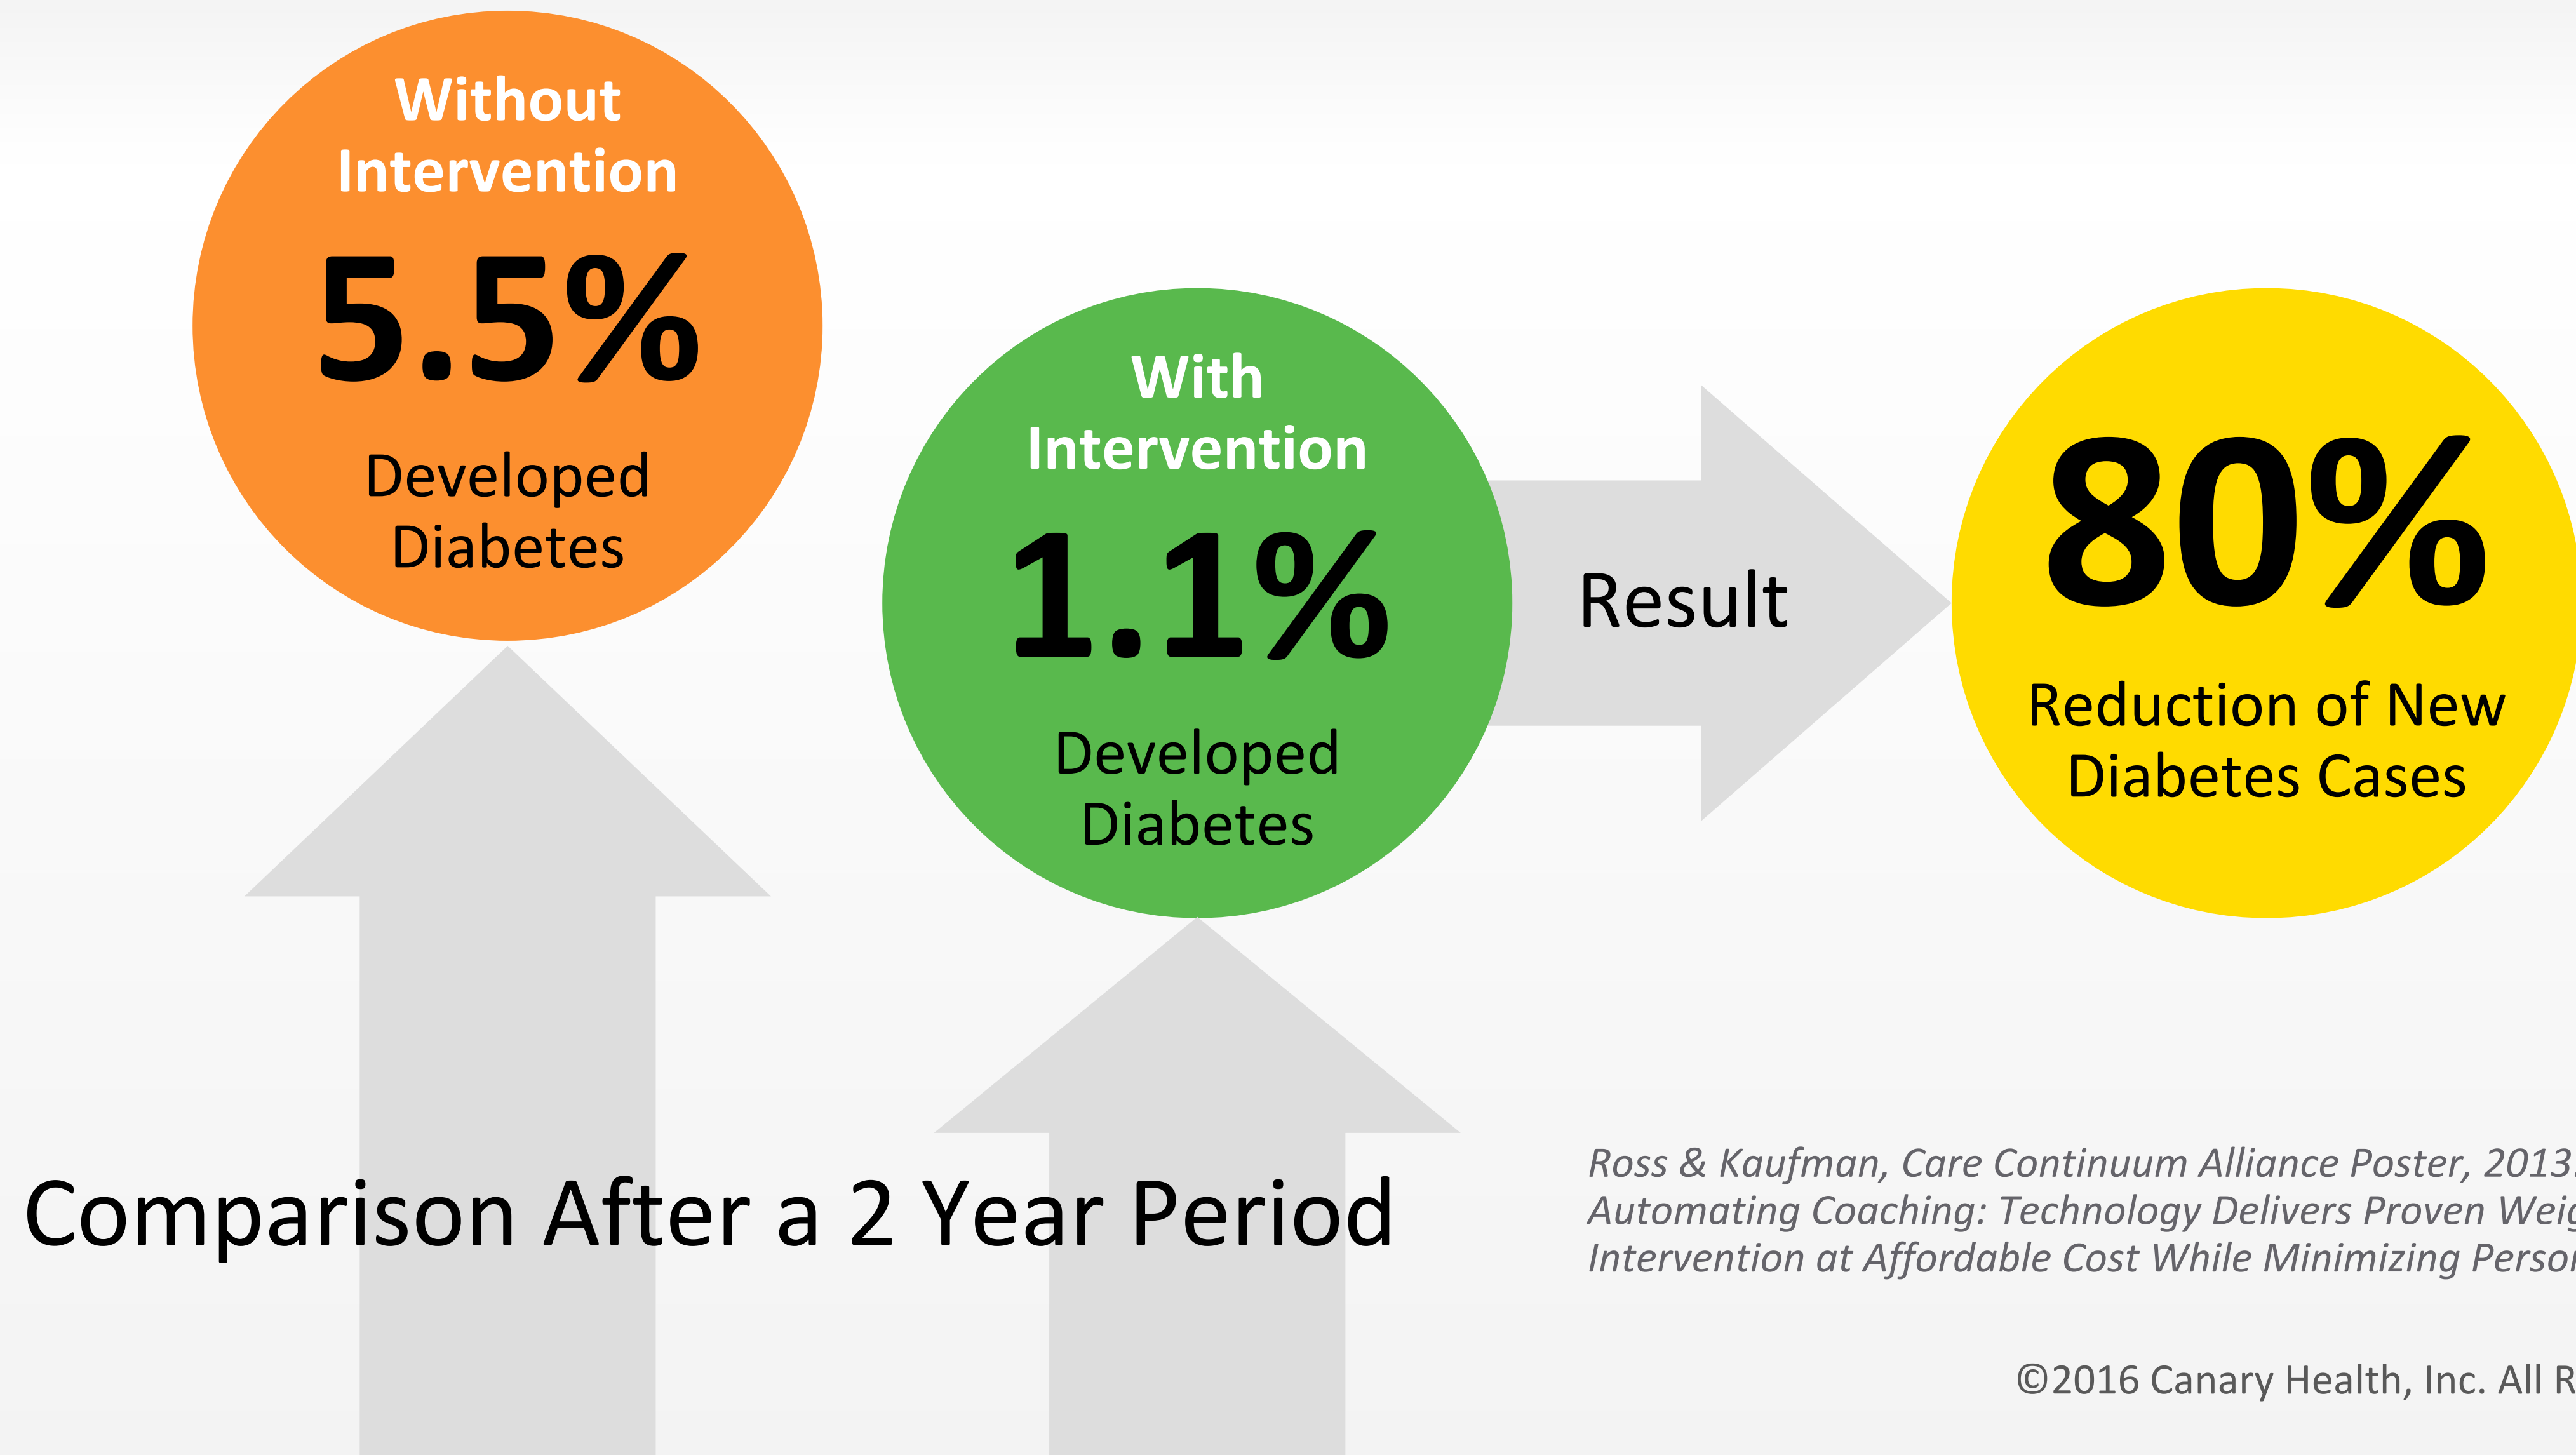 Without
Intervention
5.5%
Developed
Diabetes
With
Intervention
1.1%
Developed
Diabetes
Result
80%
Reduction of New
Diabetes Cases
Comparison After a 2 Year Period
Ross & Kaufman, Care Continuum Alliance Poster, 2013.
Automating Coaching: Technology Delivers Proven
Intervention at Affordable Cost While Minimizing
©2016 Canary Health, Inc. All